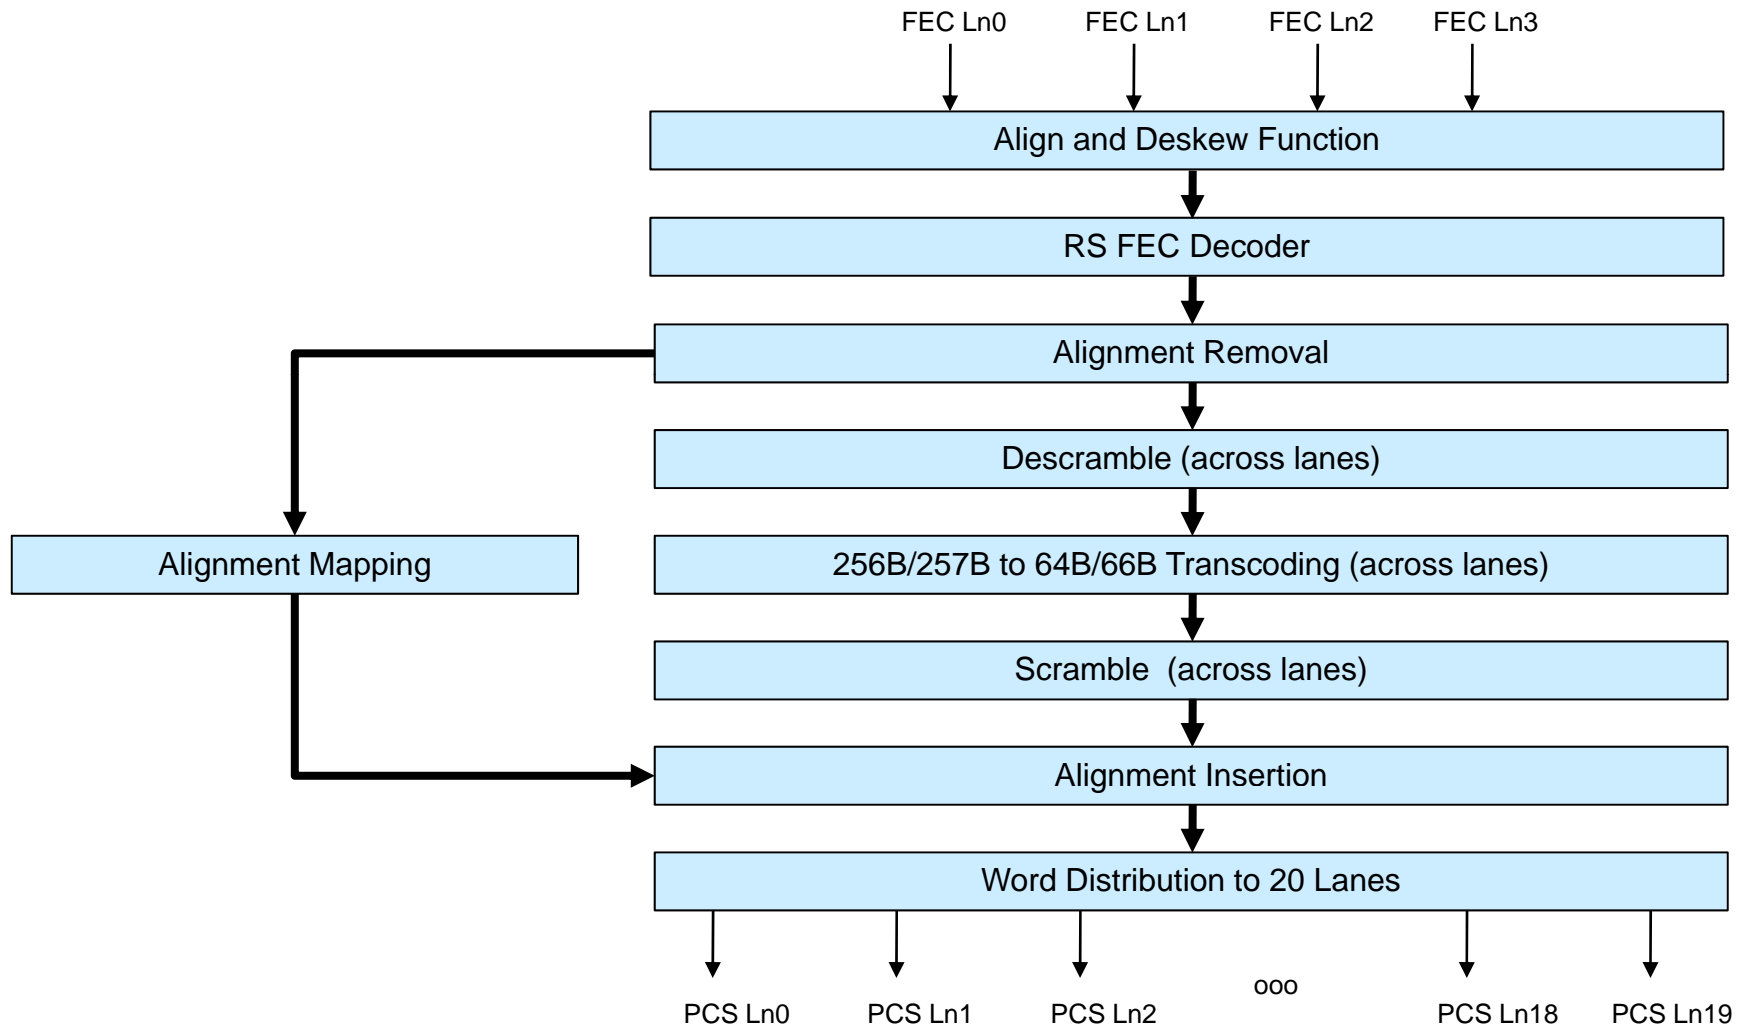 FEC Ln0 FEC Ln1 FEC Ln2 FEC Ln3
Align and Deskew Function
RS FEC Decoder
Alignment Removal
Descramble (across lanes)
Alignment Mapping
256B/257B to 64B/66B Transcoding (across lanes)
Scramble (across lanes)
Alignment Insertion
Word Distribution to 20 Lanes
ooo
PCS Ln0 PCS Ln1 PCS Ln2 PCS Ln18 PCS Ln19